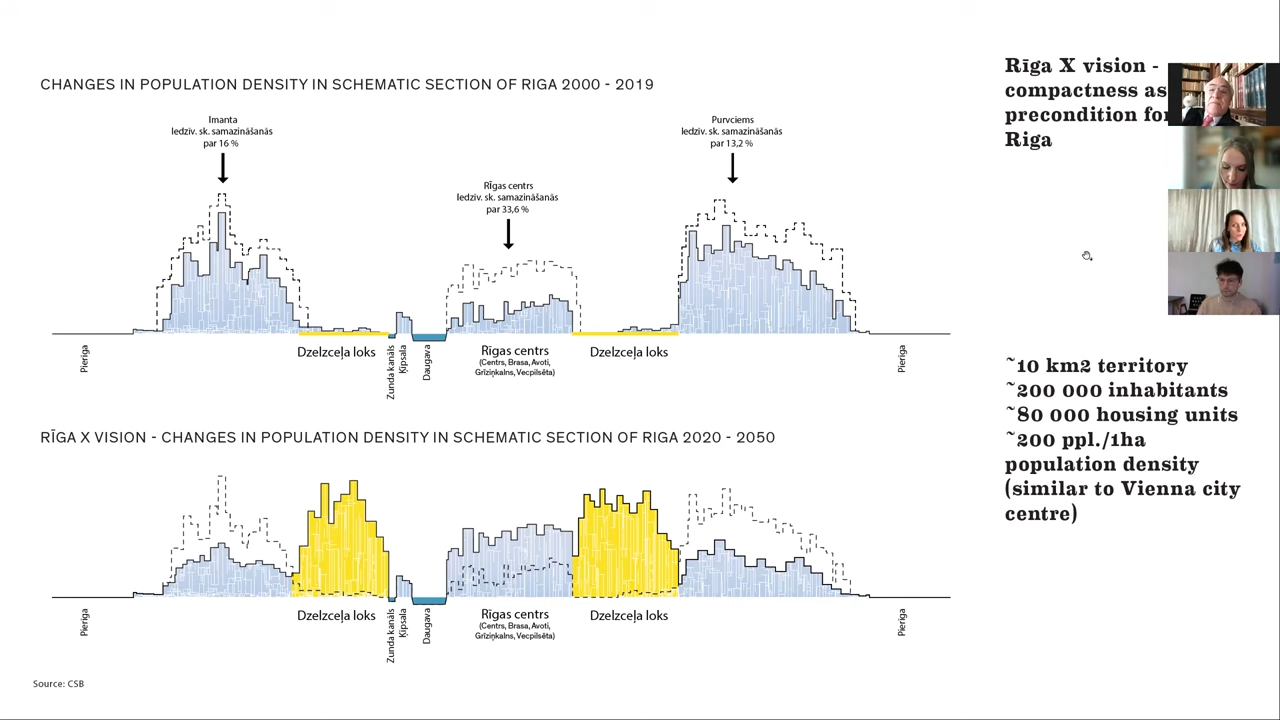 CHANGES IN POPULATION DENSITY IN SCHEMATIC SECTION OF RIGA 2000 - 2019
Imanta
Iedzīv. sk. samazināšanās
par 16 %
Rīgas centrs
Iedzīv. sk. samazināšanās
par 33,6 %
Purvciems
Iedzīv. sk. samazināšanās
par 13,2 %
Pierīga
Dzelzceļa loks
Zunda kanāls
Ķīpsala
Daugava
Rīgas centrs
(Centrs, Brasa, Avoti,
Grīziņkalns, Vecpilsēta)
Dzelzceļa loks
Pierīga
RĪGA X VISION - CHANGES IN POPULATION DENSITY IN SCHEMATIC SECTION OF RIGA 2020 - 2050
Pierīga
Dzelzceļa loks
Zunda kanāls
Ķīpsala
Daugava
Rīgas centrs
(Centrs, Brasa, Avoti,
Grīziņkalns, Vecpilsēta)
Dzelzceļa loks
Pierīga
Source: CSB
Rīga X vision -
compactness as
precondition for
Riga
~10 km2 territory
~200 000 inhabitants
~80 000 housing units
~200 ppl./1ha
population density
(similar to Vienna city
centre)